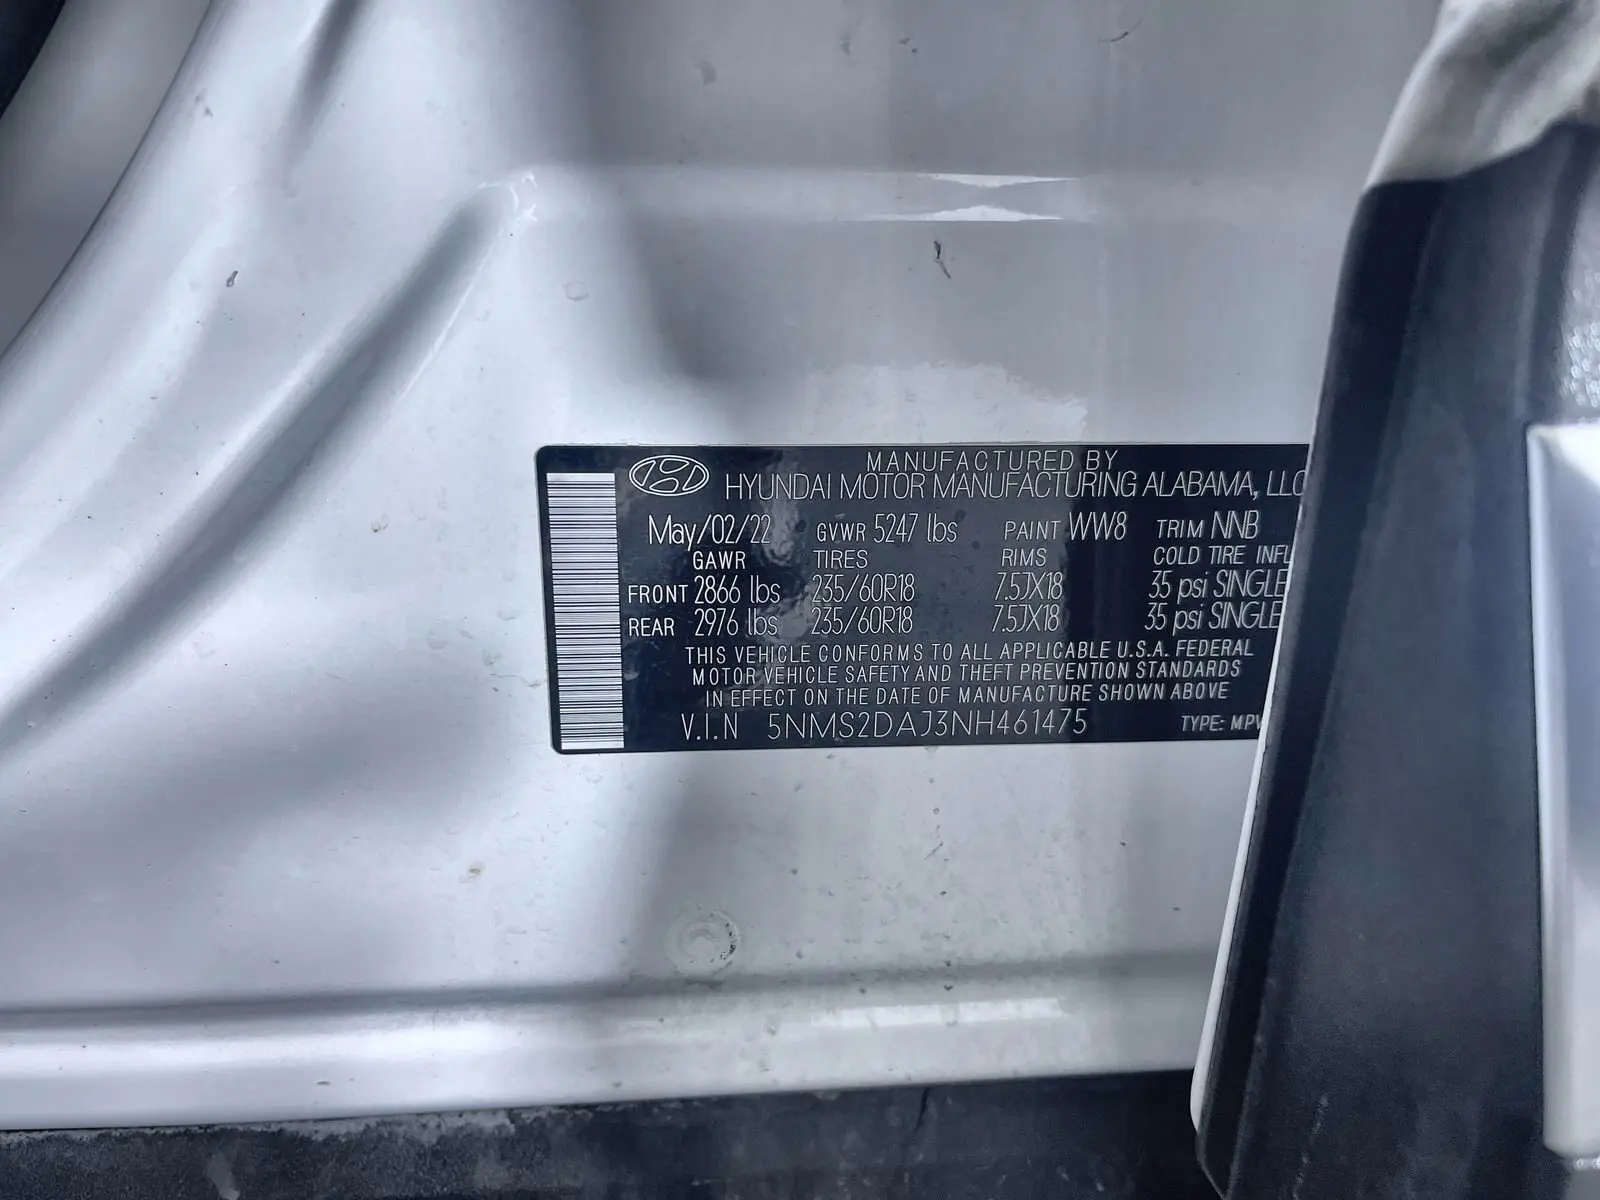 MANUFACTURED BY
HYUNDAI MOTOR MANUFACTURING ALABAMA, LLC
May/02/22 GVWR 5247 lbs PAINT WW8 TRIM NNB
GAWR TIRES RIMS COLD TIRE INFL
FRONT 2866 lbs 235/60R18 7.5JX18 35 psi SINGLE
REAR 2976 lbs 235/60R18 7.5JX18 35 psi SINGLE
THIS VEHICLE CONFORMS TO ALL APPLICABLE U.S.A. FEDERAL
MOTOR VEHICLE SAFETY AND THEFT PREVENTION STANDARDS
IN EFFECT ON THE DATE OF MANUFACTURE SHOWN ABOVE
V.I.N 5NMS2DAJ3NH461475 TYPE: M.PV